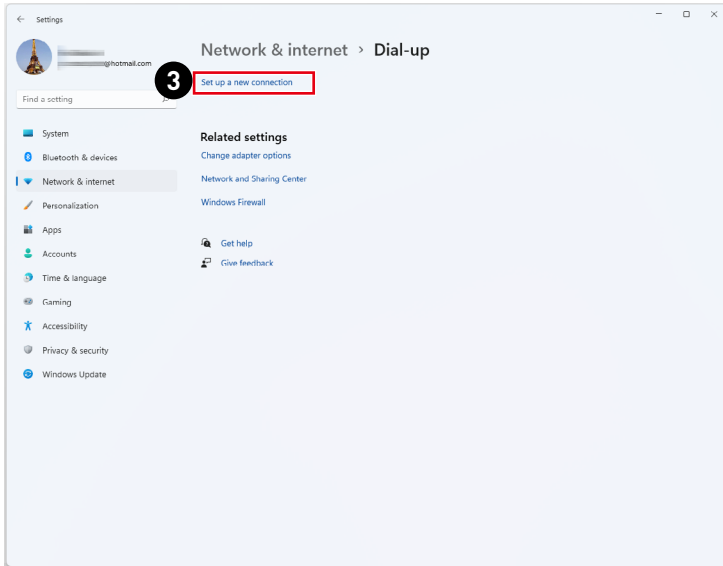 Settings
@hotmail.com
Find a setting
System
Bluetooth & devices
Network & internet
Personalization
Apps
Accounts
Time & language
Gaming
Accessibility
Privacy & security
Windows Update
Network & internet > Dial-up
3
Set up a new connection
Related settings
Change adapter options
Network and Sharing Center
Windows Firewall
Get help
Give feedback